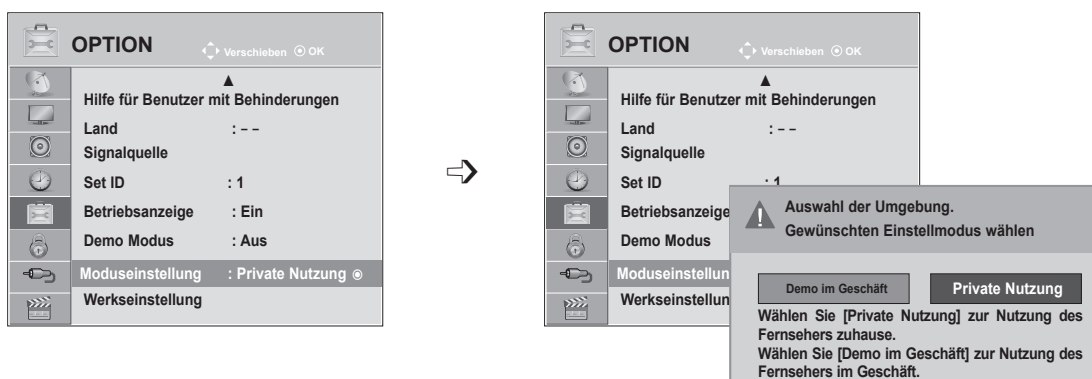 OPTION
Verschieben OK
▲
Hilfe für Benutzer mit Behinderungen
Land : – –
Signalquelle
Set ID : 1
Betriebsanzeige : Ein
Demo Modus : Aus
Moduseinstellung : Private Nutzung
Werkseinstellung
OPTION
Verschieben OK
▲
Hilfe für Benutzer mit Behinderungen
Land : – –
Signalquelle
Set ID : 1
Betriebsanzeige
Demo Modus
Moduseinstellun
Werkseinstellun
Auswahl der Umgebung.
Gewünschten Einstellmodus wählen
Demo im Geschäft Private Nutzung
Wählen Sie [Private Nutzung] zur Nutzung des
Fernsehers zuhause.
Wählen Sie [Demo im Geschäft] zur Nutzung des
Fernsehers im Geschäft.